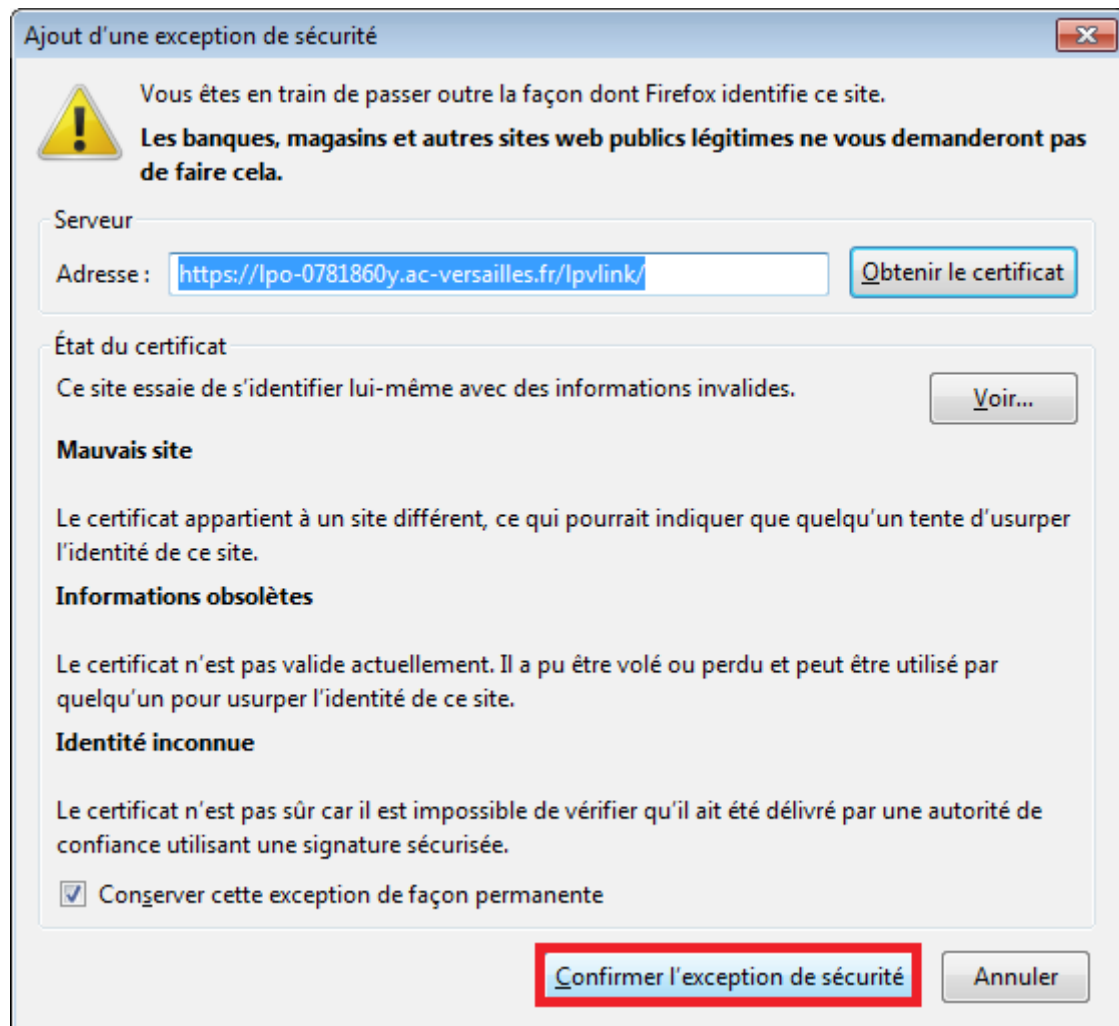 Ajout d'une exception de sécurité
Vous êtes en train de passer outre la façon dont Firefox identifie ce site.
Les banques, magasins et autres sites web publics légitimes ne vous demanderont pas
de faire cela.
Serveur
Adresse : https://lpo-0781860y.ac-versailles.fr/lpvlink/ Obtenir le certificat
État du certificat
Ce site essaie de s'identifier lui-même avec des informations invalides. Voir...
Mauvais site
Le certificat appartient à un site différent, ce qui pourrait indiquer que quelqu'un tente d'usurper
l'identité de ce site.
Informations obsolètes
Le certificat n'est pas valide actuellement. Il a pu être volé ou perdu et peut être utilisé par
quelqu'un pour usurper l'identité de ce site.
Identité inconnue
Le certificat n'est pas sûr car il est impossible de vérifier qu'il ait été délivré par une autorité de
confiance utilisant une signature sécurisée.
Conserver cette exception de façon permanente
Confirmer l'exception de sécurité Annuler